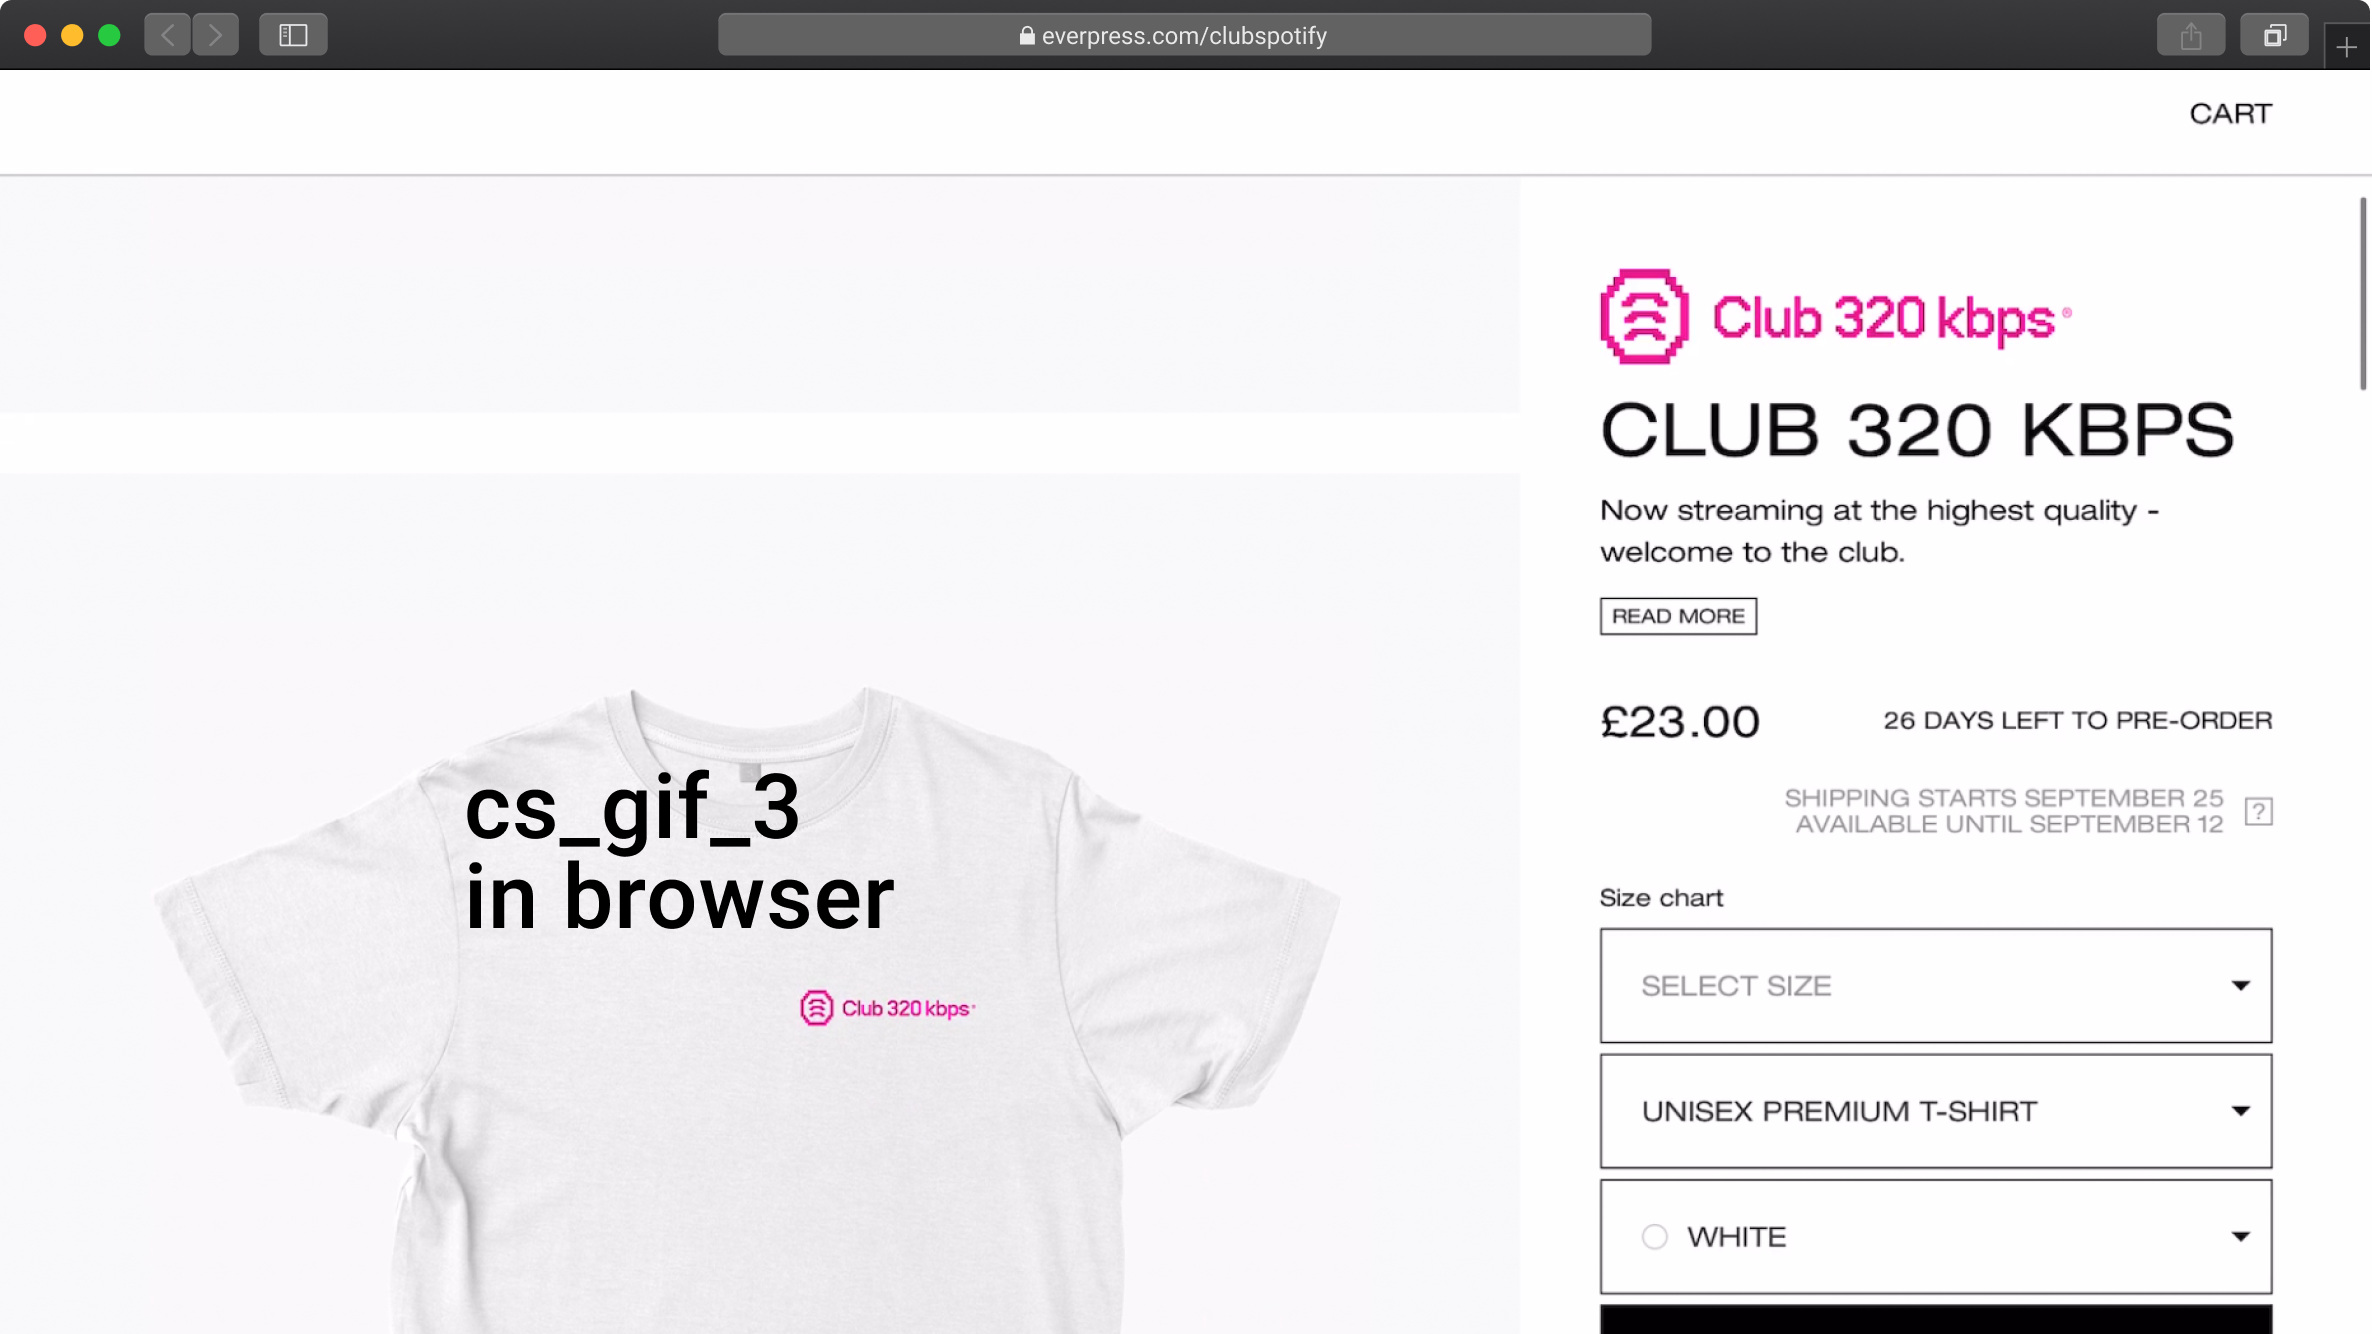 everpress.com/clubspotify
CART
Club 320 kbps®
CLUB 320 KBPS
Now streaming at the highest quality -
welcome to the club.
READ MORE
£23.00
26 DAYS LEFT TO PRE-ORDER
SHIPPING STARTS SEPTEMBER 25
AVAILABLE UNTIL SEPTEMBER 12
?
Size chart
SELECT SIZE
UNISEX PREMIUM T-SHIRT
WHITE
cs_gif_3
in browser
Club 320 kbps